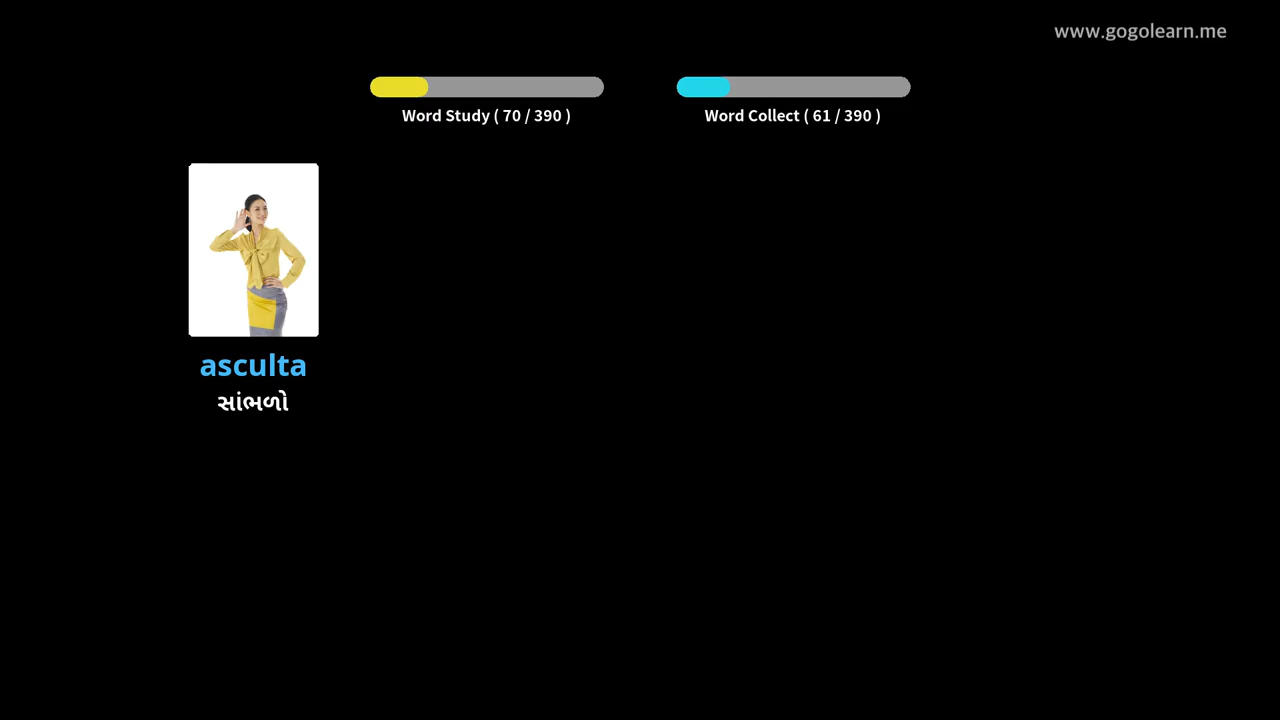 www.gogolearn.me
Word Study ( 70 / 390 )
Word Collect ( 61 / 390 )
asculta
સાંભળો